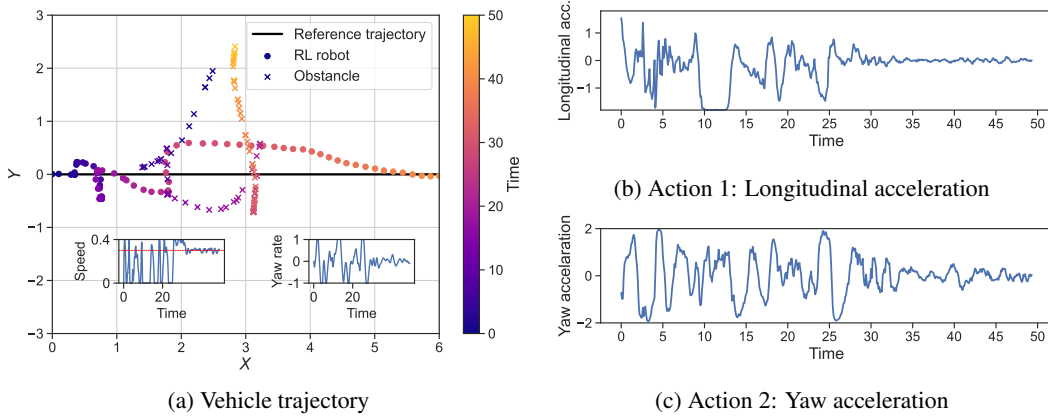 3
2
1
0
−1
−2
−3
Y
0 1 2 3 4 5 6
X
Reference trajectory
RL robot
Obstancle
Speed
0.4
0
0 20
Time
Yaw rate
1
0
-1
0 20
Time
50
40
30
20
10
0
Time
(a) Vehicle trajectory
Longitudinal acc.
1
0
−1
0 5 10 15 20 25 30 35 40 45 50
Time
(b) Action 1: Longitudinal acceleration
Yaw accelaration
2
0
−2
0 5 10 15 20 25 30 35 40 45 50
Time
(c) Action 2: Yaw acceleration